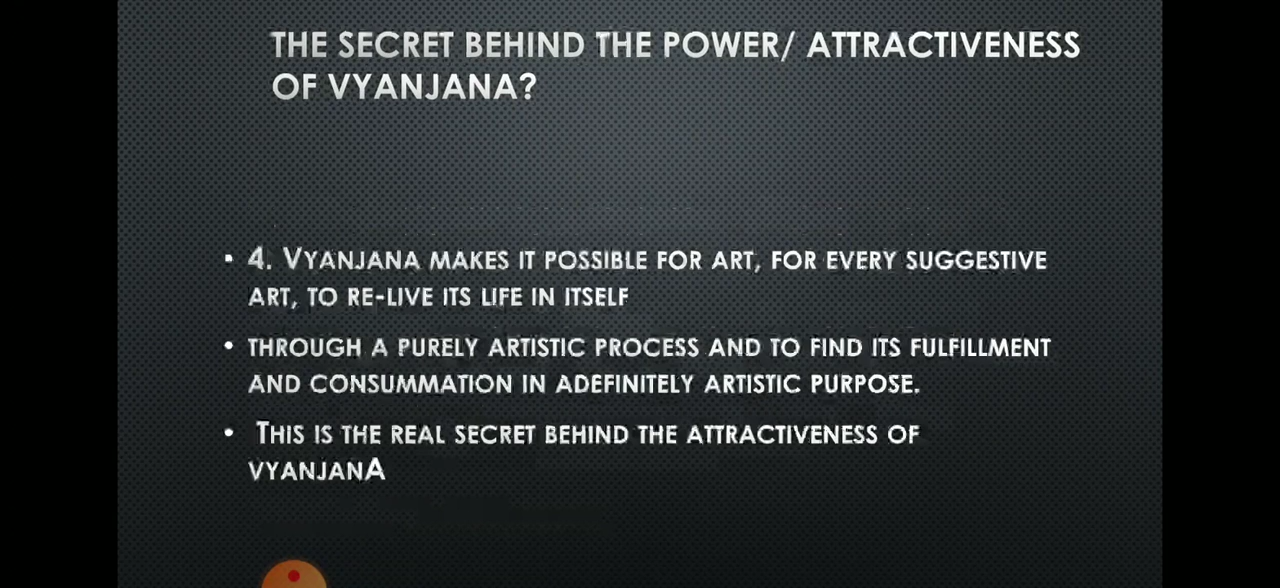 THE SECRET BEHIND THE POWER/ ATTRACTIVENESS
OF VYANJANA?
• 4. VYANJANA MAKES IT POSSIBLE FOR ART, FOR EVERY SUGGESTIVE
ART, TO RE-LIVE ITS LIFE IN ITSELF
• THROUGH A PURELY ARTISTIC PROCESS AND TO FIND ITS FULFILLMENT
AND CONSUMMATION IN ADEFINITELY ARTISTIC PURPOSE.
• THIS IS THE REAL SECRET BEHIND THE ATTRACTIVENESS OF
VYANJANA